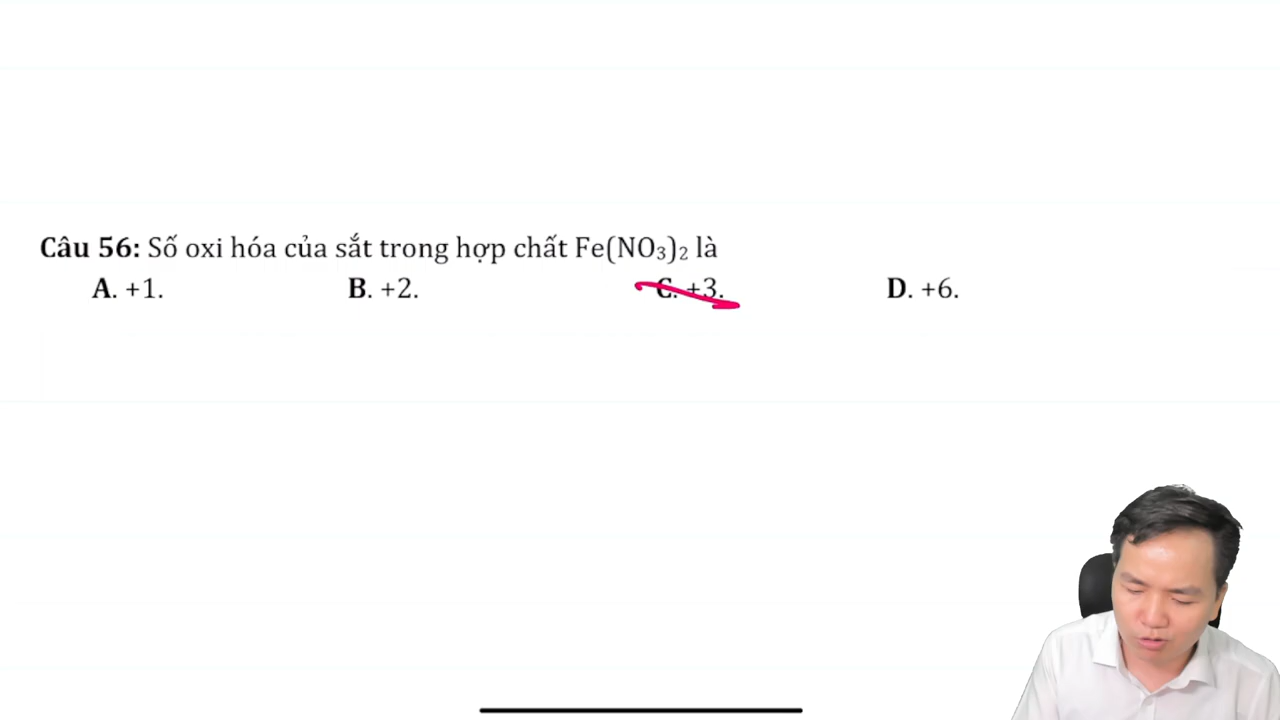 Câu 56: Số oxi hóa của sắt trong hợp chất Fe(NO₃)₂ là
A. +1. B. +2. C. +3. D. +6.